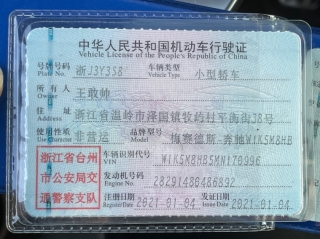 中华人民共和国机动车行驶证
Vehicle License of the People's Republic of China
号牌号码 Plate No. 浙J3Y3S8 车辆类型 Vehicle Type 小型轿车
所有人 Owner 王敢帅
住址 浙江省温岭市泽国镇牧屿村平街街38号
使用性质 非营运 品牌型号 梅赛德斯-奔驰W1K5M8HB
浙江省台州
市公安局交
通警察支队
车辆识别代号 VIN W1K5M8HB5MN179996
发动机号码 Engine No. 28291480486892
注册日期 Register Date 2021-01-04 发证日期 Issue Date 2021-01-04